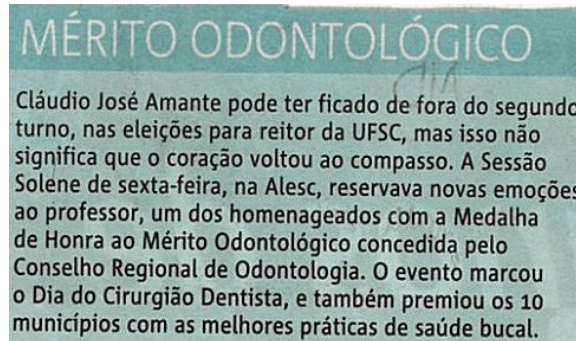 MÉRITO ODONTOLÓGICO
Cláudio José Amante pode ter ficado de fora do segundo
turno, nas eleições para reitor da UFSC, mas isso não
significa que o coração voltou ao compasso. A Sessão
Solene de sexta-feira, na Alesc, reservava novas emoções
ao professor, um dos homenageados com a Medalha
de Honra ao Mérito Odontológico concedida pelo
Conselho Regional de Odontologia. O evento marcou
o Dia do Cirurgião Dentista, e também premiou os 10
municípios com as melhores práticas de saúde bucal.